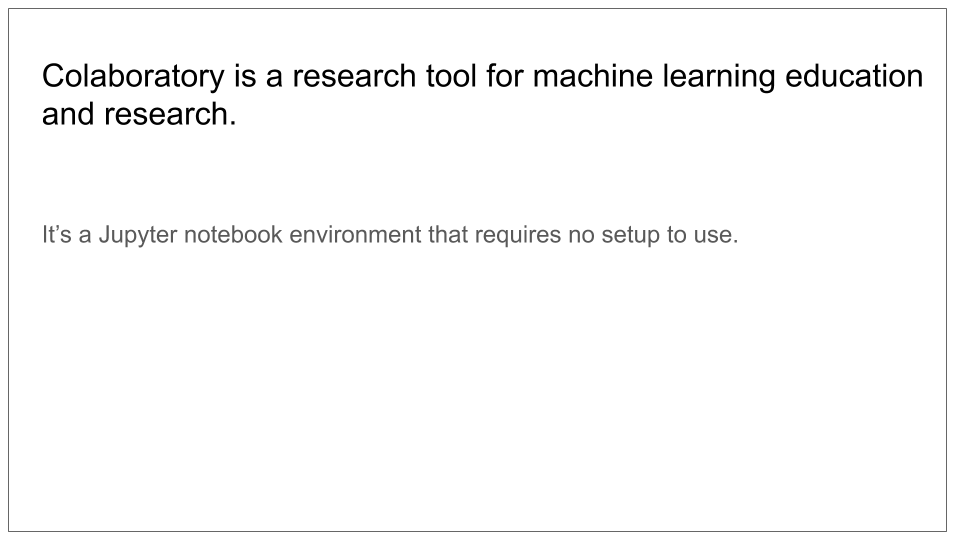 Colaboratory is a research tool for machine learning education
and research.
It’s a Jupyter notebook environment that requires no setup to use.